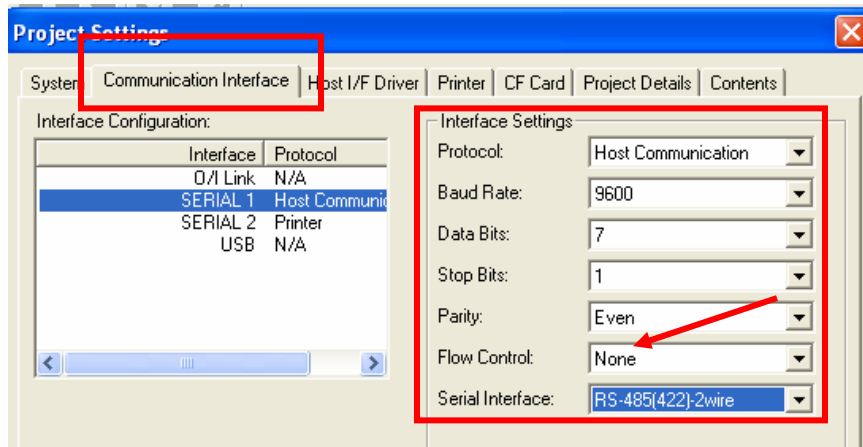 Project Settings
System Communication Interface Host I/F Driver Printer CF Card Project Details Contents
Interface Configuration:
Interface Protocol
O/I Link N/A
SERIAL 1 Host Communic
SERIAL 2 Printer
USB N/A
Interface Settings
Protocol: Host Communication
Baud Rate: 9600
Data Bits: 7
Stop Bits: 1
Parity: Even
Flow Control: None
Serial Interface: RS-485(422)-2wire